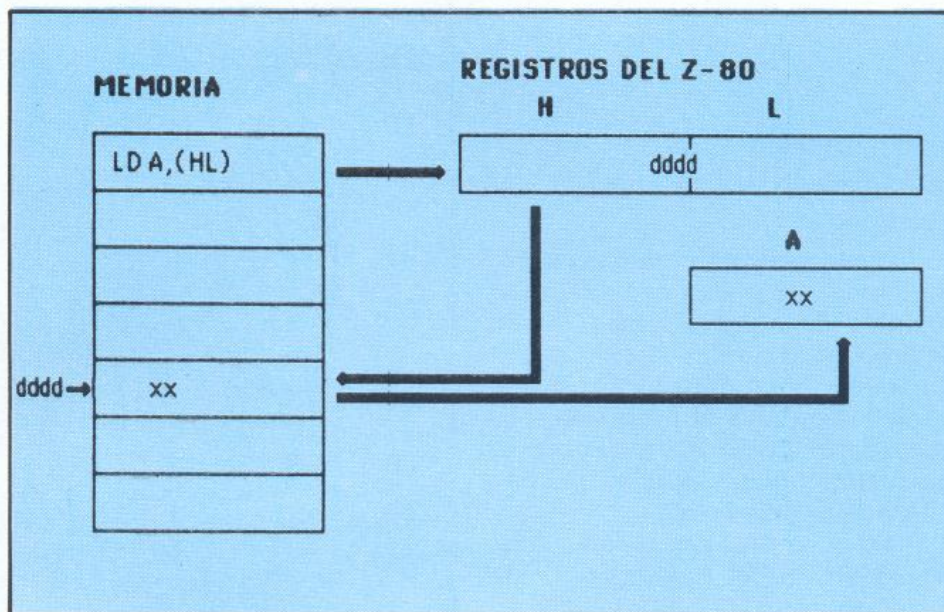 MEMORIA
REGISTROS DEL Z-80
H L
LD A,(HL)
dddd
A
xx
dddd xx